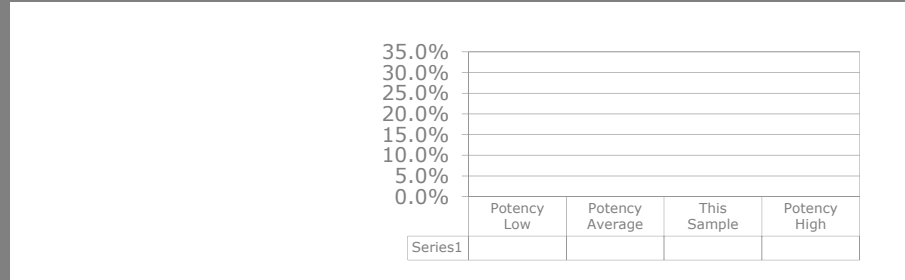 35.0%
30.0%
25.0%
20.0%
15.0%
10.0%
5.0%
0.0%
Potency Low
Potency Average
This Sample
Potency High
Series1